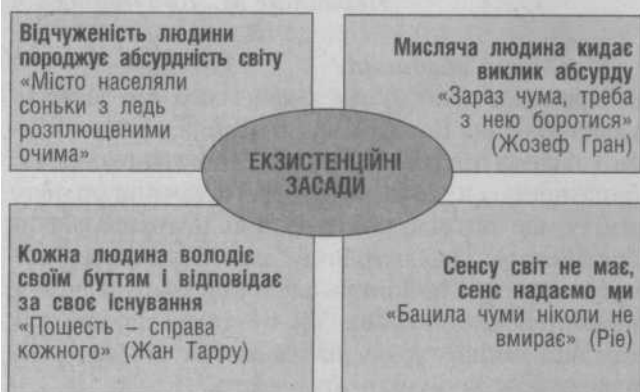 Відчуженість людини
породжує абсурдність світу
«Місто населяли
соньки з ледь
розплющеними
очима»
Мисляча людина кидає
виклик абсурду
«Зараз чума, треба
з нею боротися»
(Жозеф Гран)
ЕКЗИСТЕНЦІЙНІ
ЗАСАДИ
Кожна людина володіє
своїм буттям і відповідає
за своє існування
«Пошесть – справа
кожного» (Жан Тарру)
Сенсу світ не має,
сенс надаємо ми
«Бацила чуми ніколи не
вмирає» (Ріе)